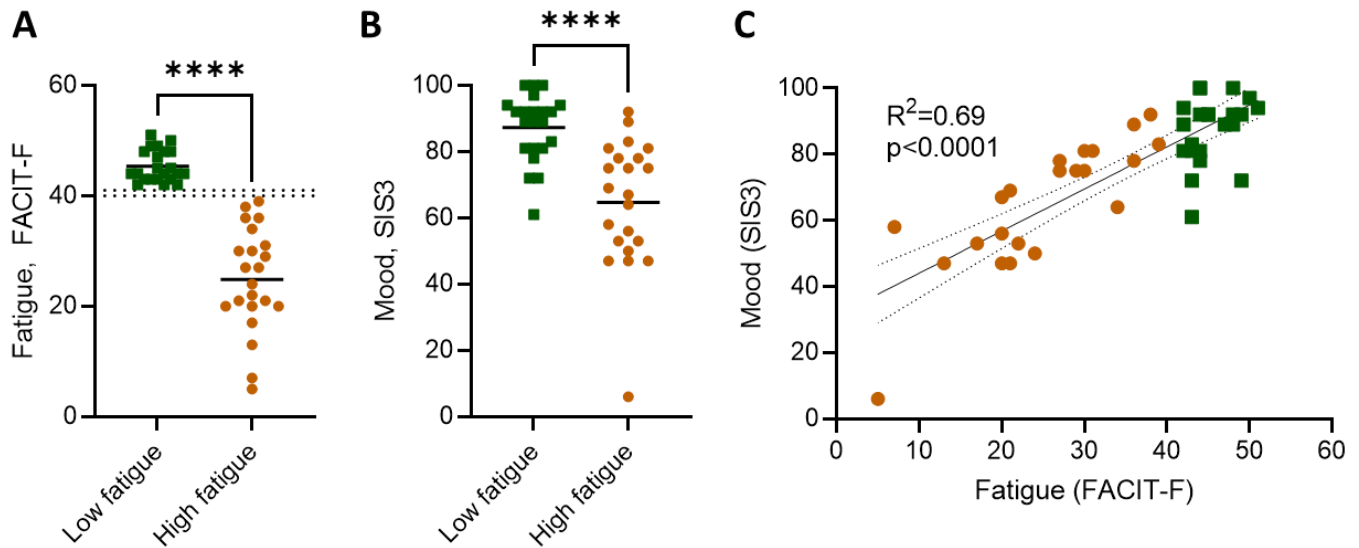 A
Fatigue, FACIT-F
60
40
20
0
****
Low fatigue
High fatigue
B
Mood, SIS3
100
80
60
40
20
0
****
Low fatigue
High fatigue
C
Mood (SIS3)
100
80
60
40
20
0
R²=0.69
p<0.0001
0 10 20 30 40 50 60
Fatigue (FACIT-F)